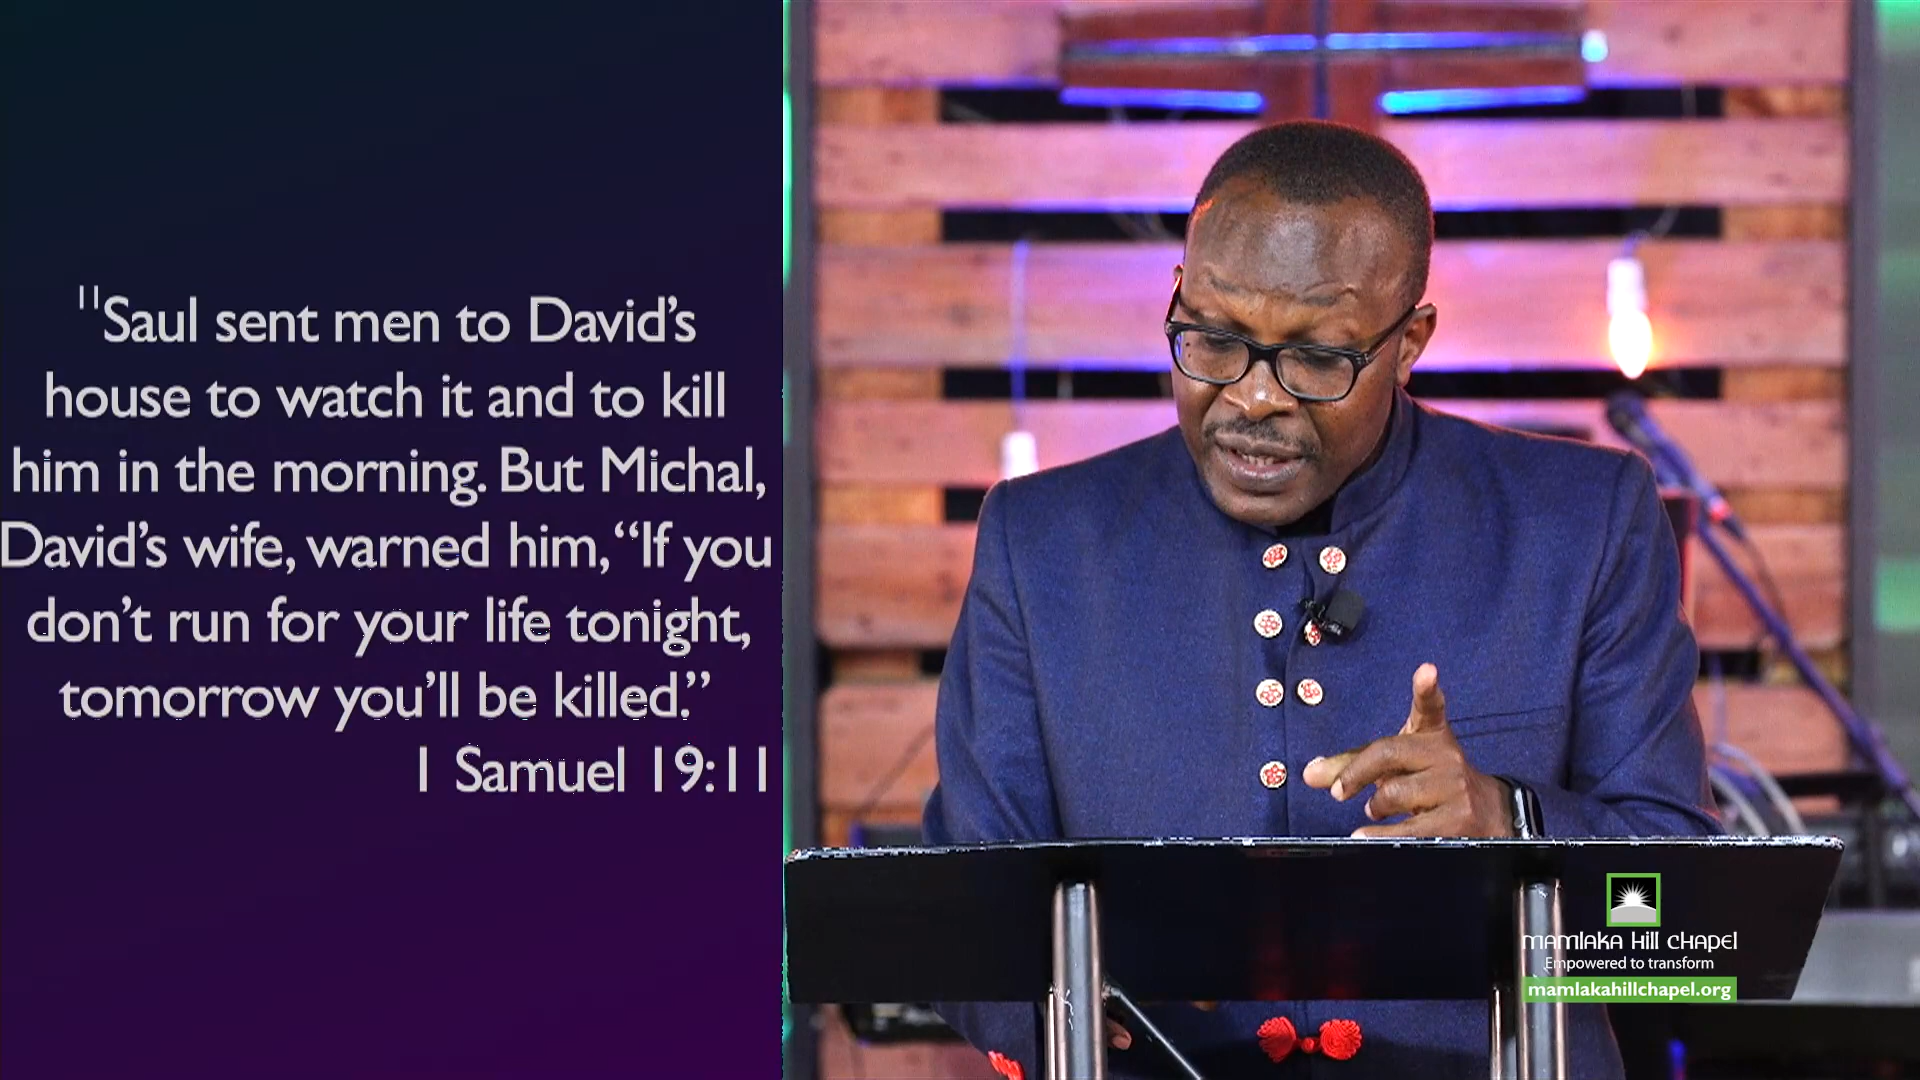 "Saul sent men to David’s
house to watch it and to kill
him in the morning. But Michal,
David’s wife, warned him, “If you
don’t run for your life tonight,
tomorrow you’ll be killed.”
1 Samuel 19:11
mamlaka hill chapel
Empowered to transform
mamlakahillchapel.org